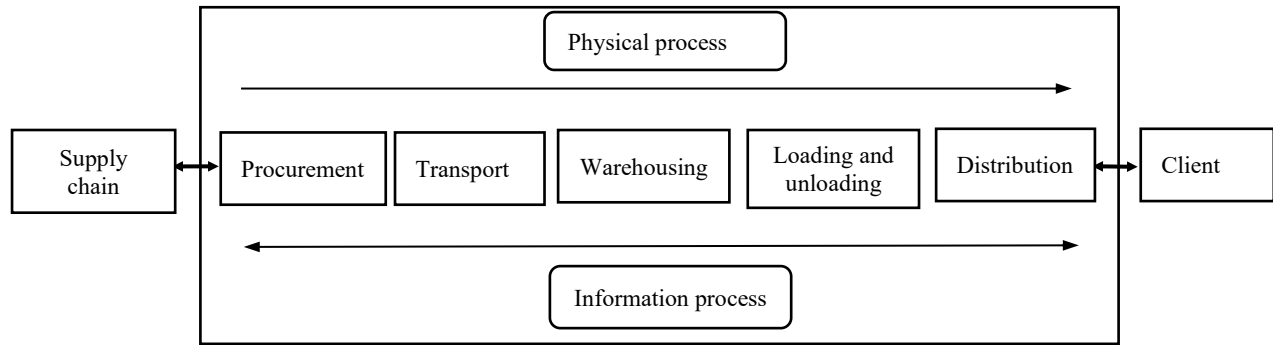 Physical process
Supply
chain
Procurement
Transport
Warehousing
Loading and
unloading
Distribution
Client
Information process